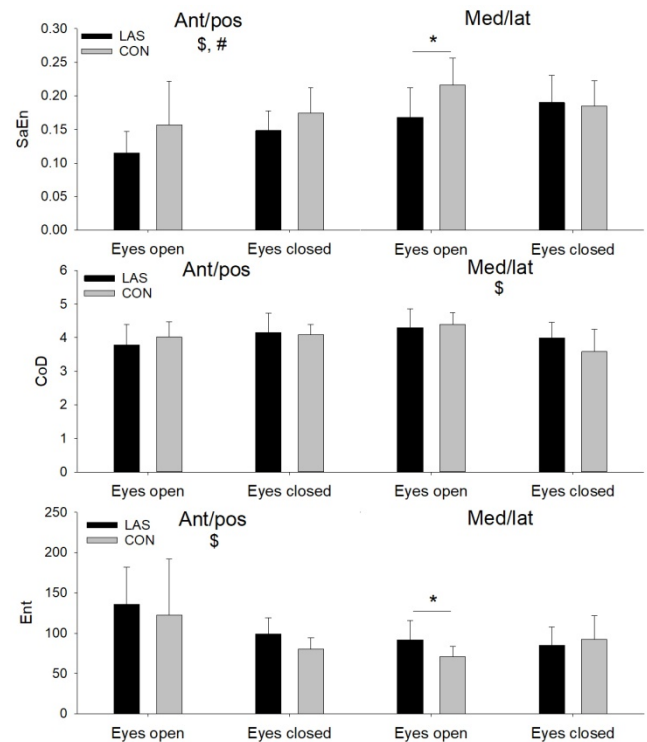 Ant/pos Med/lat
LAS
CON
$, #
*
0.30
0.25
0.20
0.15
0.10
0.05
0.00
SaEn
Eyes open Eyes closed Eyes open Eyes closed
Ant/pos Med/lat
LAS
CON
$
6
5
4
3
2
1
0
CoD
Eyes open Eyes closed Eyes open Eyes closed
Ant/pos Med/lat
LAS
CON
$
*
250
200
150
100
50
0
Ent
Eyes open Eyes closed Eyes open Eyes closed